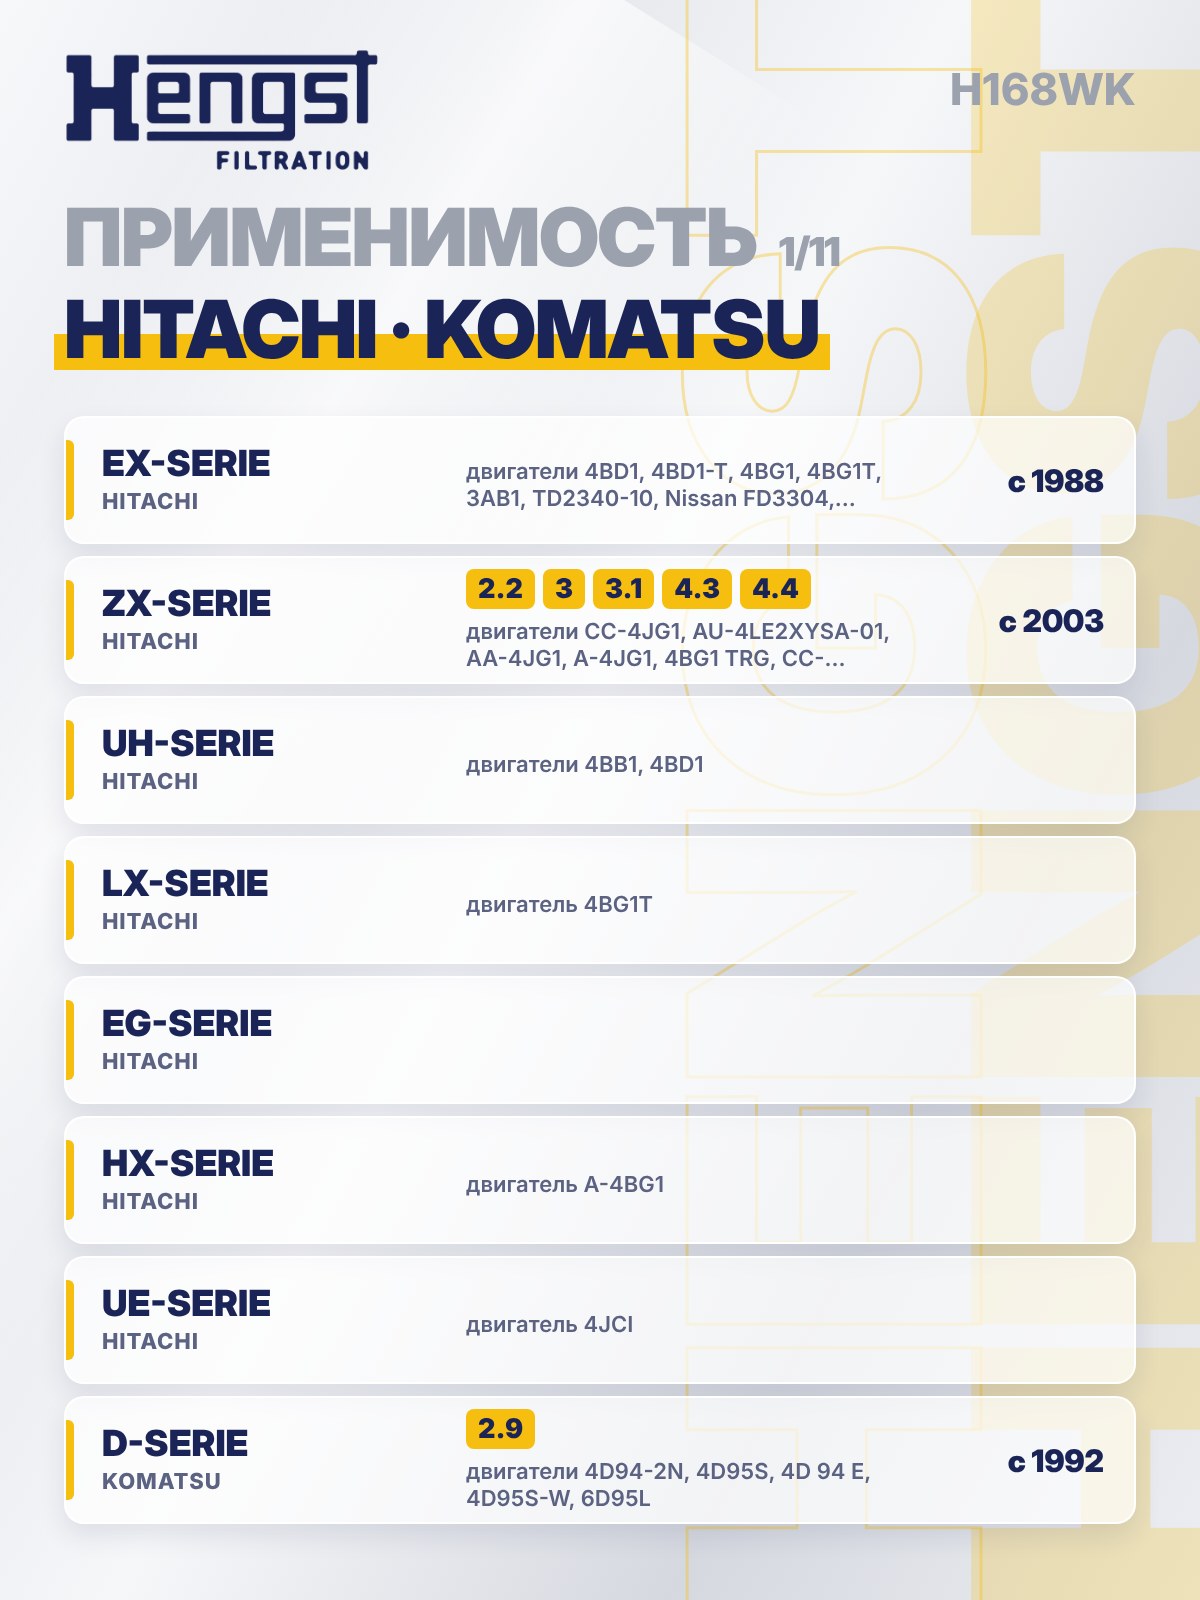 Hengst
FILTRATION
H168WK
ПРИМЕНИМОСТЬ 1/11
HITACHI · KOMATSU
EX-SERIE
HITACHI
двигатели 4BD1, 4BD1-T, 4BG1, 4BG1T,
3AB1, TD2340-10, Nissan FD3304,...
с 1988
ZX-SERIE
HITACHI
2.2 3 3.1 4.3 4.4
двигатели CC-4JG1, AU-4LE2XYSA-01,
AA-4JG1, A-4JG1, 4BG1 TRG, CC-...
с 2003
UH-SERIE
HITACHI
двигатели 4BB1, 4BD1
LX-SERIE
HITACHI
двигатель 4BG1T
EG-SERIE
HITACHI
HX-SERIE
HITACHI
двигатель A-4BG1
UE-SERIE
HITACHI
двигатель 4JCI
D-SERIE
KOMATSU
2.9
двигатели 4D94-2N, 4D95S, 4D 94 E,
4D95S-W, 6D95L
с 1992
HENGST
HENGST